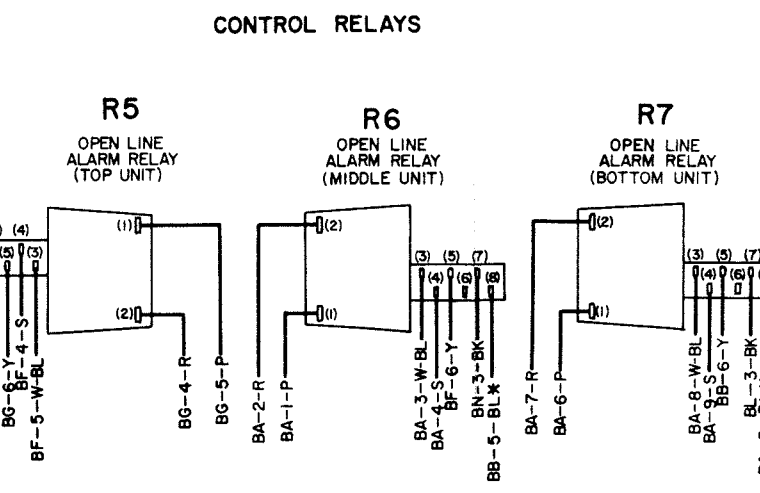 CONTROL RELAYS
R5
OPEN LINE
ALARM RELAY
(TOP UNIT)
(1)
(2)
(4)
(5)
(3)
BG-6-Y
BF-4-S
BF-5-W-BL
BG-4-R
BG-5-P
R6
OPEN LINE
ALARM RELAY
(MIDDLE UNIT)
(2)
(1)
(3)
(5)
(7)
(4)
(6)
(8)
BA-2-R
BA-1-P
BA-3-W-BL
BA-4-S
BF-6-Y
BN-3-BK
BB-5-BL*
R7
OPEN LINE
ALARM RELAY
(BOTTOM UNIT)
(2)
(1)
(3)
(5)
(7)
(4)
(6)
BA-7-R
BA-6-P
BA-8-W-BL
BA-9-S
BB-6-Y
BL-3-BK